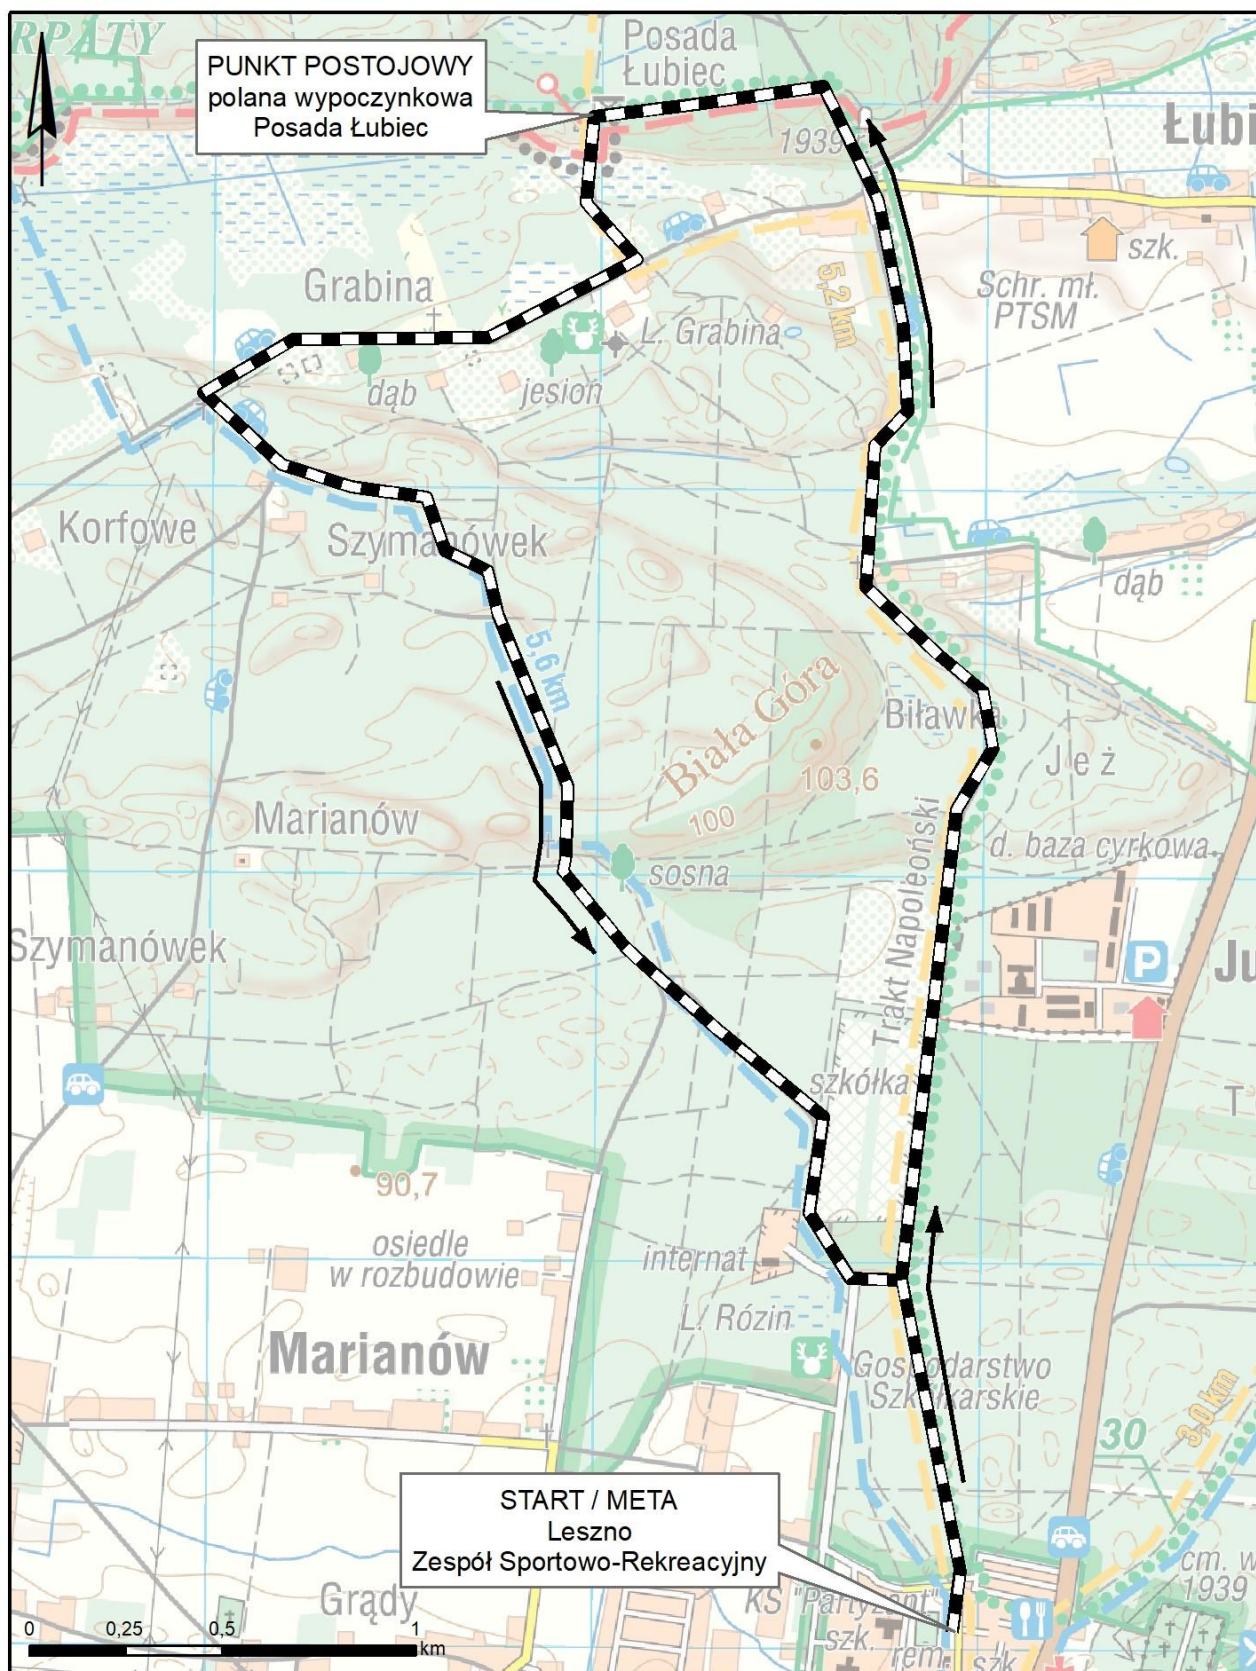 RPATY
PUNKT POSTOJOWY
polana wypoczynkowa
Posada Łubiec
Posada
Łubiec
1939 r.
Łubi
szk.
Schr. mł.
PTSM
5,2 km
Grabina
L. Grabina
dąb
jesion
Korfowe
Szymanówek
dąb
5,6 km
Biała Góra
103,6
100
Biławka
Jeż
Marianów
sosna
d. baza cyrkowa
Trakt Napoleoński
Szymanówek
P
Ju
szkółka
T
90,7
osiedle
w rozbudowie
internat
L. Rózin
Marianów
Gospodarstwo
Szkółkarskie
3,0 km
30
START / META
Leszno
Zespół Sportowo-Rekreacyjny
cm. w
1939
Grądy
KS "Partyzant"
szk.
rem.
szk
0 0,25 0,5 1
km